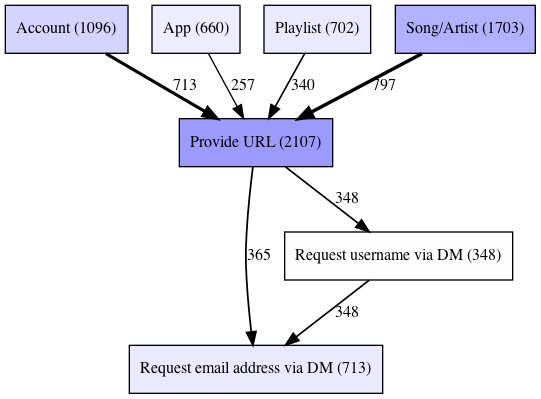 Account (1096)
App (660)
Playlist (702)
Song/Artist (1703)
713
257
340
797
Provide URL (2107)
348
Request username via DM (348)
365
348
Request email address via DM (713)